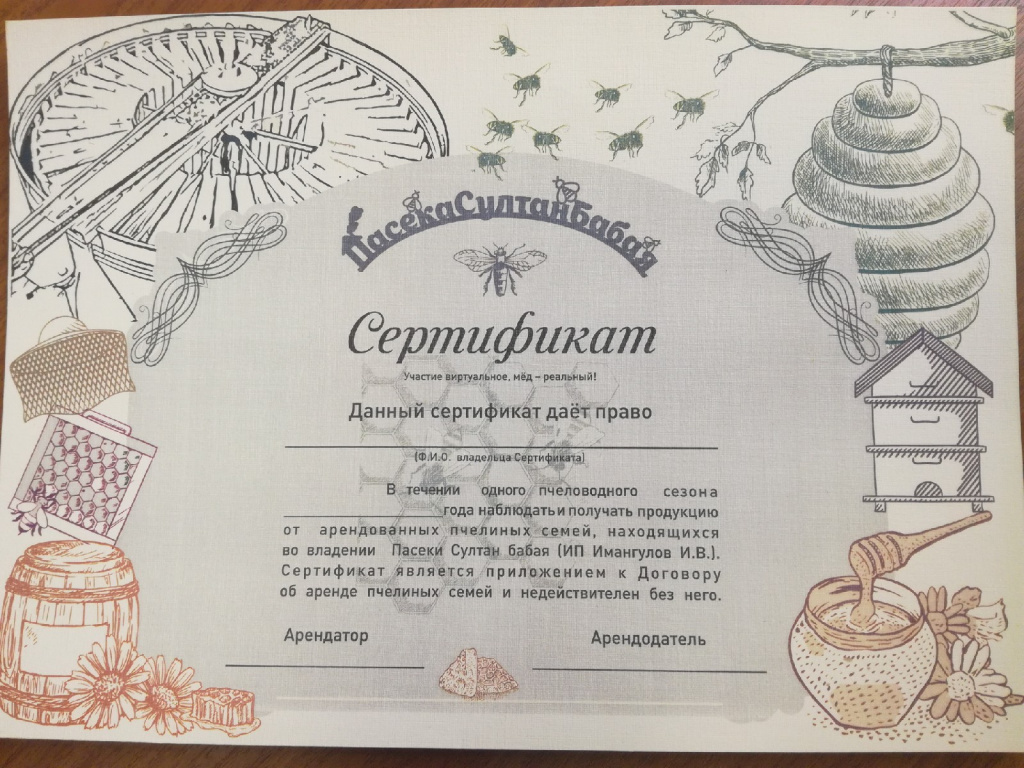 ПасекаСултанБабая
Сертификат
Участие виртуальное, мёд – реальный!
Данный сертификат даёт право
(Ф.И.О. владельца Сертификата)
В течении одного пчеловодного сезона
года наблюдать и получать продукцию
от арендованных пчелиных семей, находящихся
во владении Пасеки Султан бабая (ИП Имангулов И.В.).
Сертификат является приложением к Договору
об аренде пчелиных семей и недействителен без него.
Арендатор Арендодатель